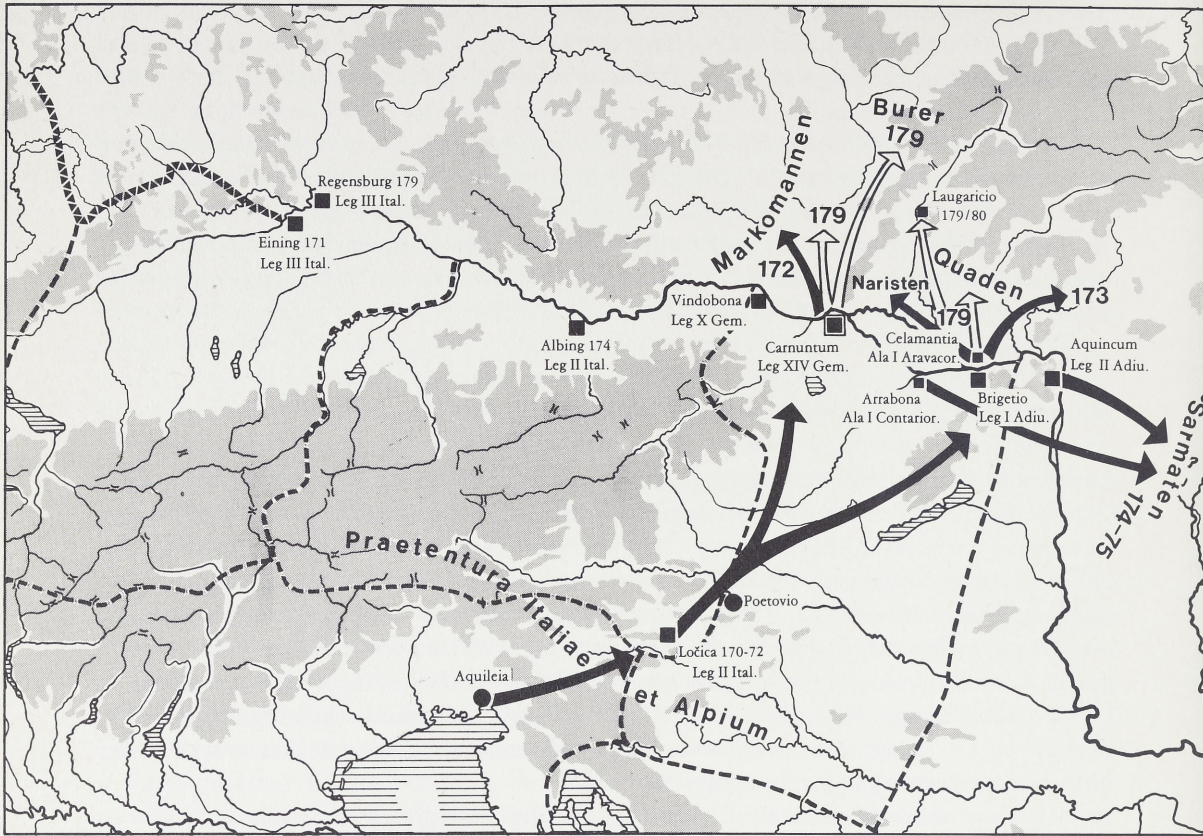 Burer
179
Markomannen
172
179
Regensburg 179
Leg III Ital.
Eining 171
Leg III Ital.
Laugaricio
179/80
Quaden
Naristen
173
179
Vindobona
Leg X Gem.
Albing 174
Leg II Ital.
Carnuntum
Leg XIV Gem.
Celamantia
Ala I Aravacor.
Aquincum
Leg II Adiu.
Arrabona
Ala I Contarior.
Brigetio
Leg I Adiu.
Sarmaten
?
174-75
Praetentura Italiae
et Alpium
Poetovio
Ločica 170-72
Leg II Ital.
Aquileia